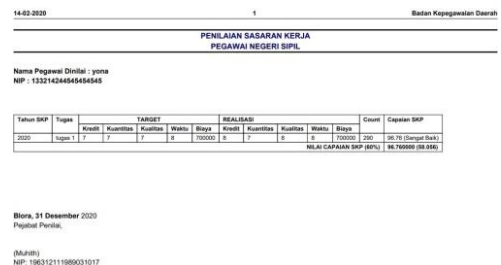 14-02-2020 1 Badan Kepegawaian Daerah
PENILAIAN SASARAN KERJA
PEGAWAI NEGERI SIPIL
Nama Pegawai Dinilai : yona
NIP : 133214244545454545
Tahun SKP Tugas TARGET REALISASI Count Capaian SKP
Kredit Kuantitas Kualitas Waktu Biaya Kredit Kuantitas Kualitas Waktu Biaya
2020 tugas 1 7 7 7 8 700000 8 7 8 8 700000 290 96.76 (Sangat Baik)
NILAI CAPAIAN SKP (60%) 96.760000 (58.056)
Blora, 31 Desember 2020
Pejabat Penilai,
(Muhith)
NIP: 196312111989031017